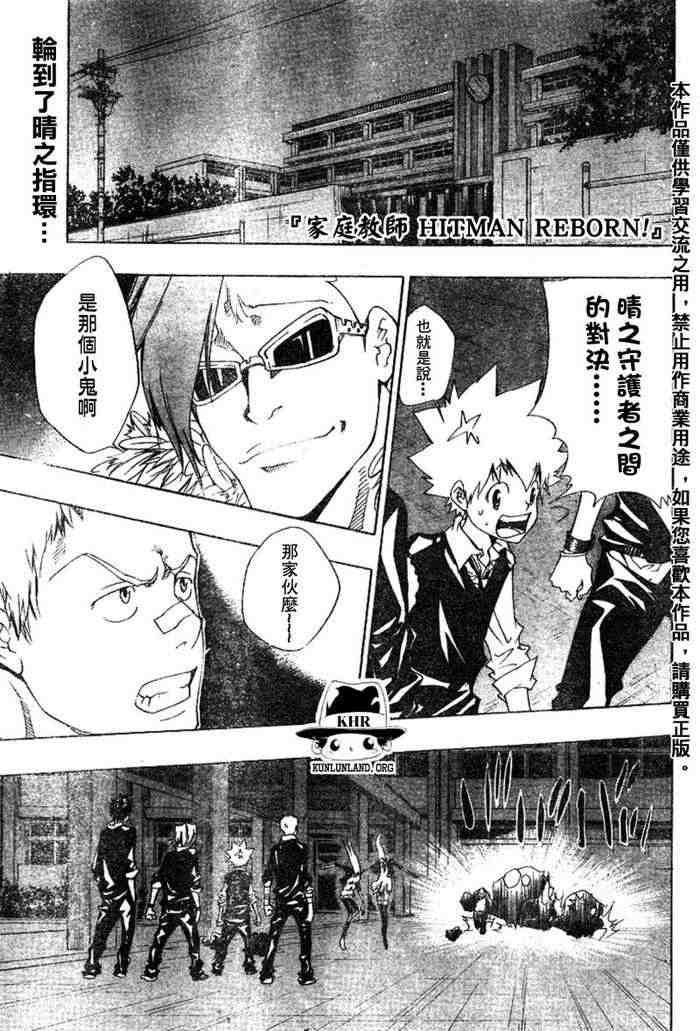 本作品僅供學習交流之用，禁止用作商業用途，如果您喜歡本作品，請購買正版。
輪到了晴之指環…
『家庭教師 HITMAN REBORN!』
晴之守護者之間
的對決……
也就是說…
是那個小鬼啊
那家伙麼～
KHR
KUNLUNLAND.ORG